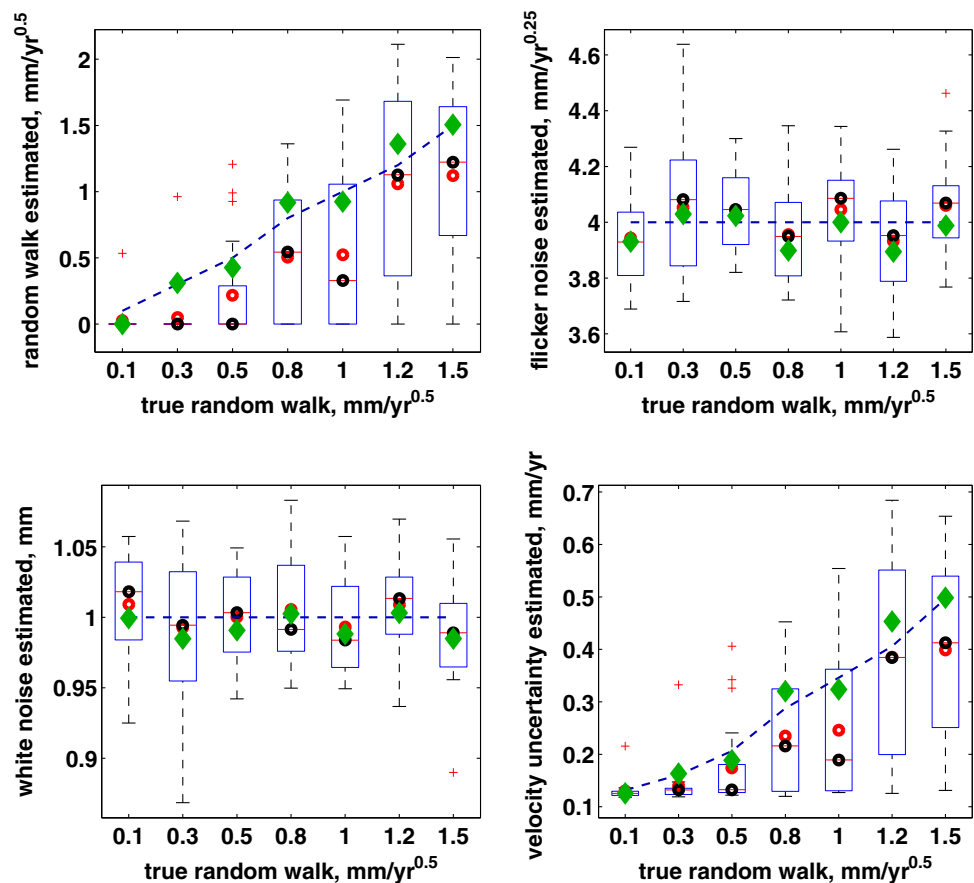 random walk estimated, mm/yr^0.5
2
1.5
1
0.5
0
0.1 0.3 0.5 0.8 1 1.2 1.5
true random walk, mm/yr^0.5
flicker noise estimated, mm/yr^0.25
4.6
4.4
4.2
4
3.8
3.6
0.1 0.3 0.5 0.8 1 1.2 1.5
true random walk, mm/yr^0.5
white noise estimated, mm
1.05
1
0.95
0.9
0.1 0.3 0.5 0.8 1 1.2 1.5
true random walk, mm/yr^0.5
velocity uncertainty estimated, mm/yr
0.7
0.6
0.5
0.4
0.3
0.2
0.1
0.1 0.3 0.5 0.8 1 1.2 1.5
true random walk, mm/yr^0.5